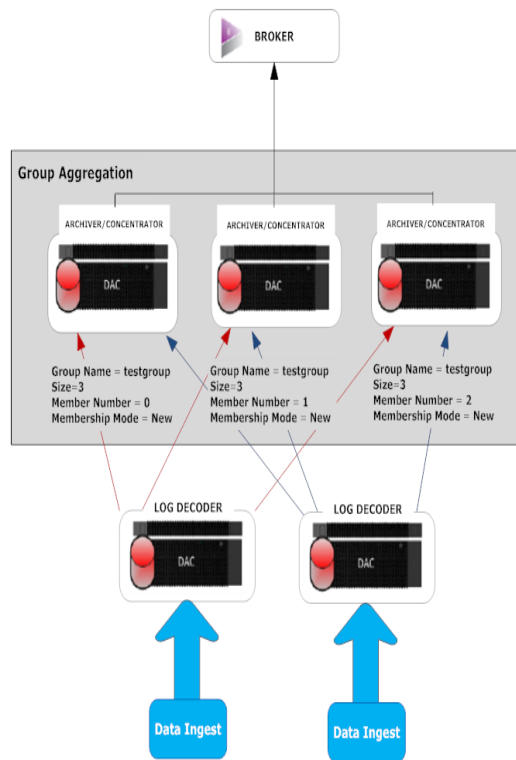 BROKER
Group Aggregation
ARCHIVER/CONCENTRATOR
ARCHIVER/CONCENTRATOR
ARCHIVER/CONCENTRATOR
DAC
DAC
DAC
Group Name = testgroup
Size=3
Member Number = 0
Membership Mode = New
Group Name = testgroup
Size=3
Member Number = 1
Membership Mode = New
Group Name = testgroup
Size=3
Member Number = 2
Membership Mode = New
LOG DECODER
LOG DECODER
DAC
DAC
Data Ingest
Data Ingest